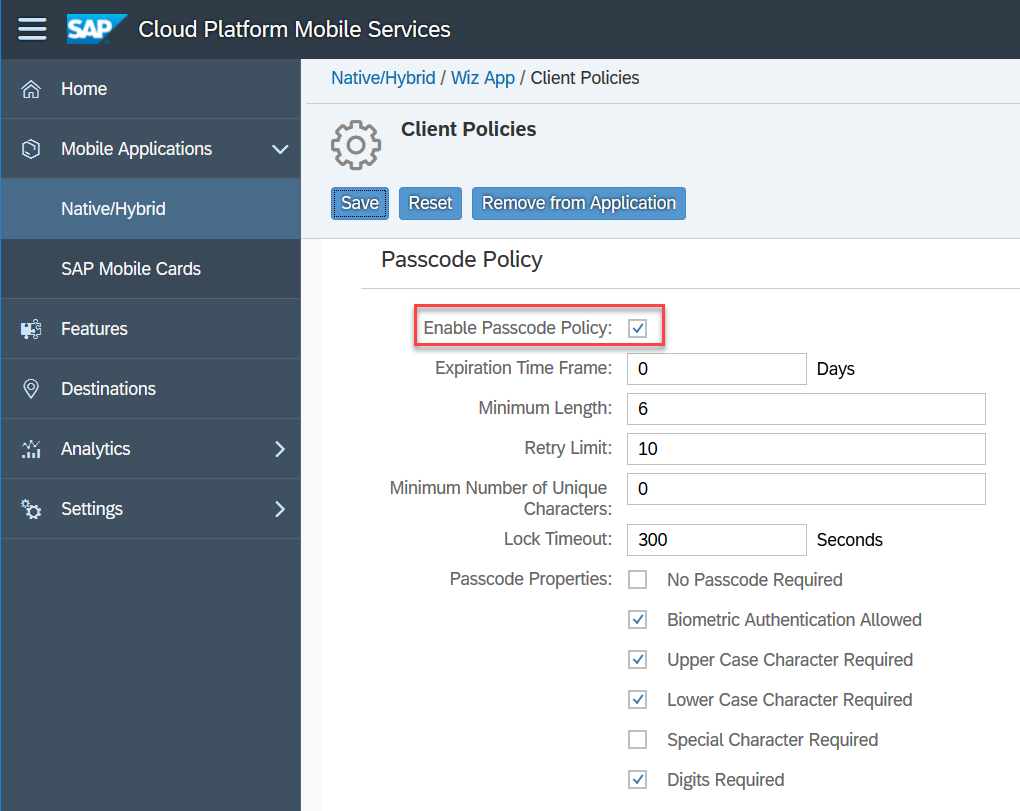 SAP Cloud Platform Mobile Services
Home
Mobile Applications
Native/Hybrid
SAP Mobile Cards
Features
Destinations
Analytics
Settings
Native/Hybrid / Wiz App / Client Policies
Client Policies
Save Reset Remove from Application
Passcode Policy
Enable Passcode Policy:
Expiration Time Frame: 0 Days
Minimum Length: 6
Retry Limit: 10
Minimum Number of Unique 0
Characters:
Lock Timeout: 300 Seconds
Passcode Properties: No Passcode Required
Biometric Authentication Allowed
Upper Case Character Required
Lower Case Character Required
Special Character Required
Digits Required